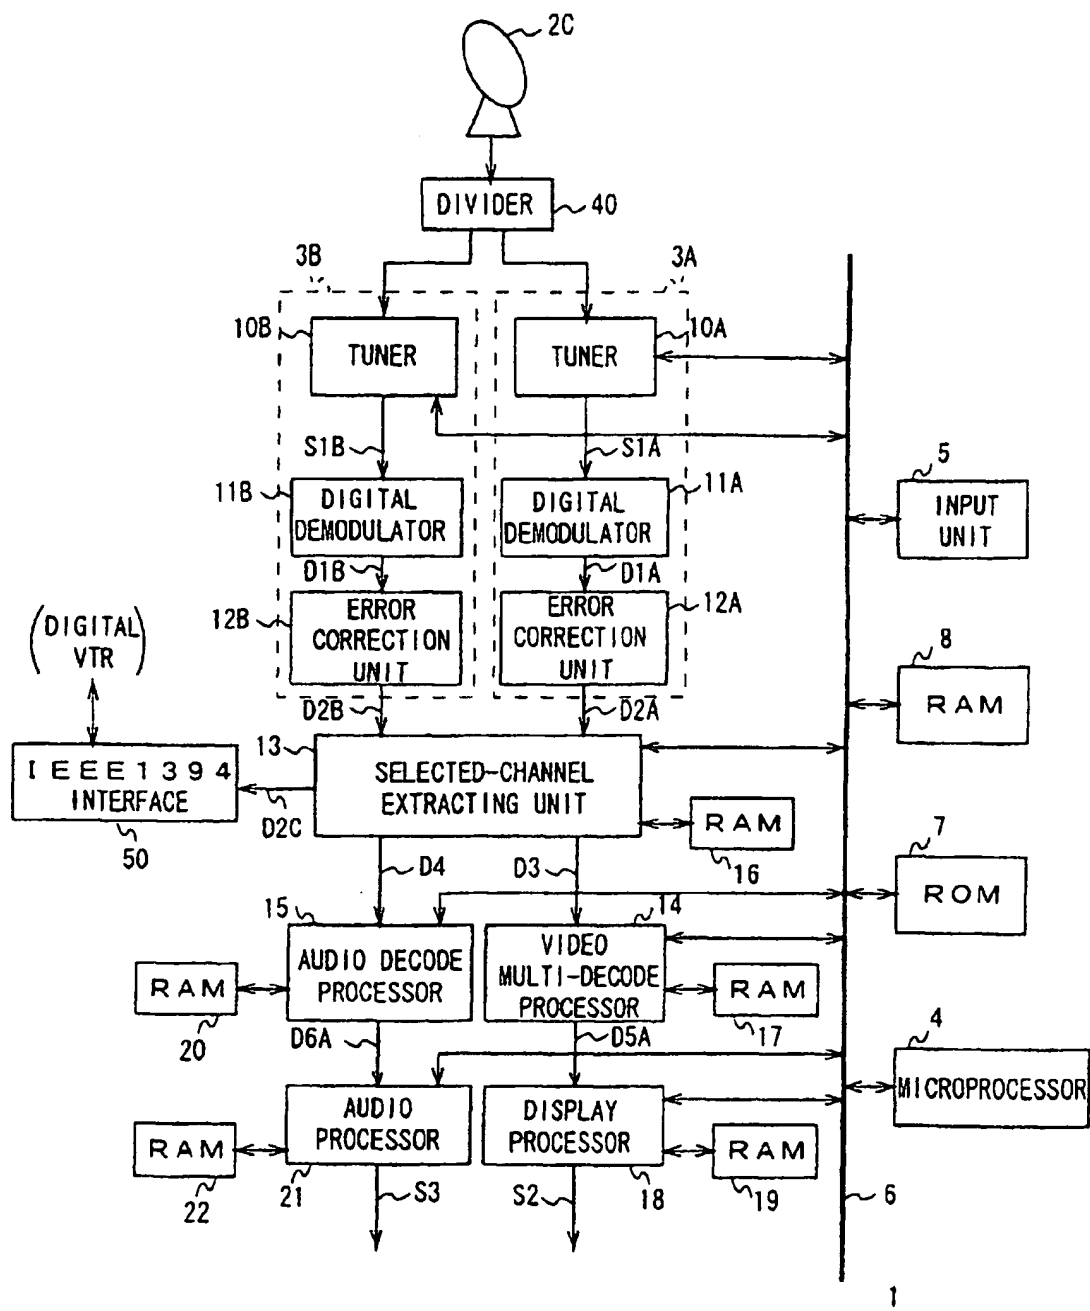 2C
DIVIDER
40
3B
3A
10B
TUNER
10A
TUNER
S1B
S1A
11B
DIGITAL
DEMODULATOR
11A
DIGITAL
DEMODULATOR
5
INPUT
UNIT
D1B
D1A
12B
ERROR
CORRECTION
UNIT
12A
ERROR
CORRECTION
UNIT
(DIGITAL
VTR)
8
RAM
D2B
D2A
13
SELECTED-CHANNEL
EXTRACTING UNIT
IEEE1394
INTERFACE
50
D2C
RAM
16
D4
D3
7
ROM
15
AUDIO DECODE
PROCESSOR
14
VIDEO
MULTI-DECODE
PROCESSOR
RAM
20
RAM
17
D6A
D5A
4
MICROPROCESSOR
AUDIO
PROCESSOR
21
DISPLAY
PROCESSOR
18
RAM
22
RAM
19
S3
S2
6
1